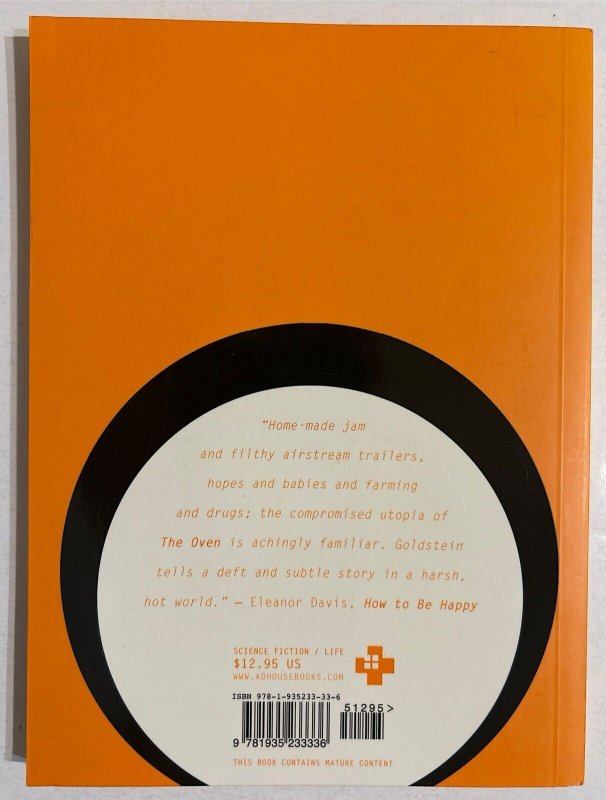 “Home-made jam
and filthy airstream trailers,
hopes and babies and farming
and drugs; the compromised utopia of
The Oven is achingly familiar. Goldstein
tells a deft and subtle story in a harsh,
hot world.” — Eleanor Davis, How to Be Happy
SCIENCE FICTION / LIFE
$12.95 US
WWW.ADHOUSEBOOKS.COM
ISBN 978-1-935233-33-6
51295>
9 781935 233336
THIS BOOK CONTAINS MATURE CONTENT